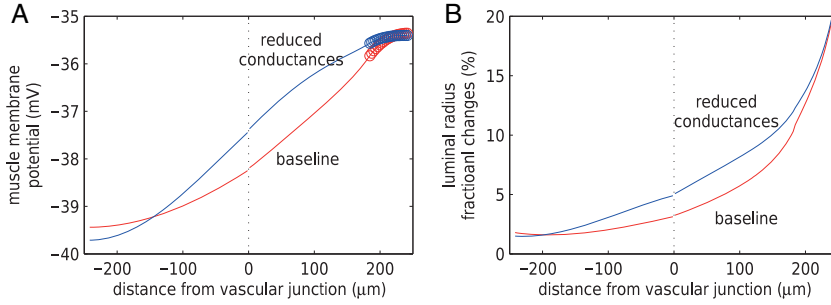 A
−35
−36
−37
−38
−39
−40
muscle membrane
potential (mV)
reduced
conductances
baseline
−200
−100
0
100
200
distance from vascular junction (μm)
B
20
15
10
5
0
luminal radius
fractioanl changes (%)
reduced
conductances
baseline
−200
−100
0
100
200
distance from vascular junction (μm)